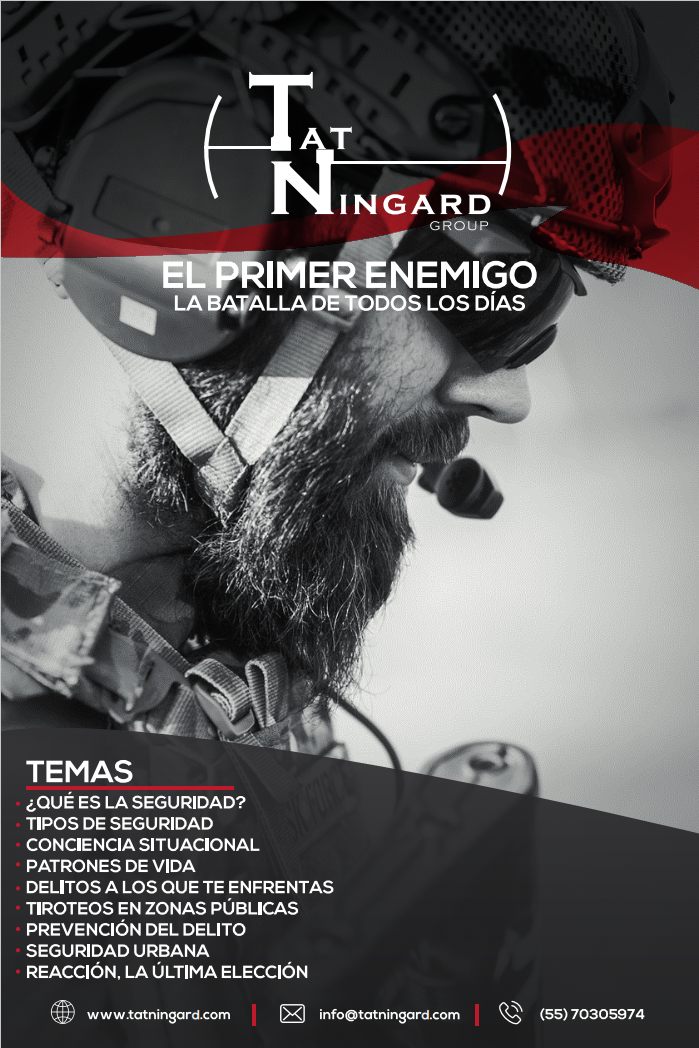 TAT
NINGARD
GROUP
EL PRIMER ENEMIGO
LA BATALLA DE TODOS LOS DÍAS
TEMAS
• ¿QUÉ ES LA SEGURIDAD?
• TIPOS DE SEGURIDAD
• CONCIENCIA SITUACIONAL
• PATRONES DE VIDA
• DELITOS A LOS QUE TE ENFRENTAS
• TIROTEOS EN ZONAS PÚBLICAS
• PREVENCIÓN DEL DELITO
• SEGURIDAD URBANA
• REACCIÓN, LA ÚLTIMA ELECCIÓN
www.tatningard.com | info@tatningard.com | (55) 70305974